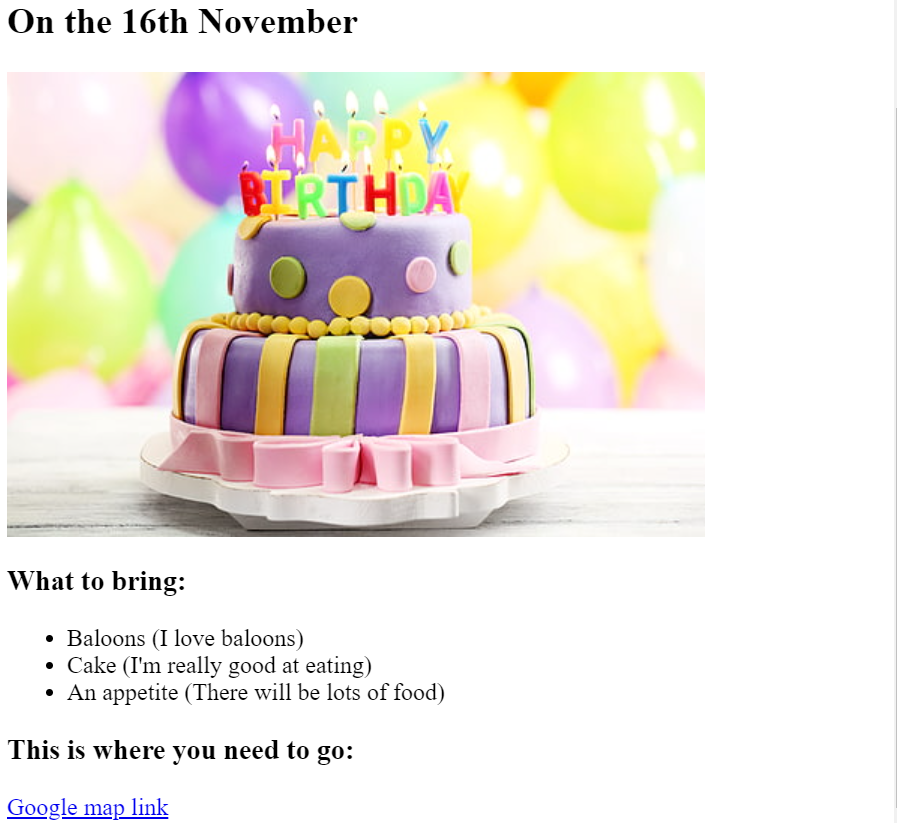 On the 16th November
HAPPY
BIRTHDAY
What to bring:
Baloons (I love baloons)
Cake (I'm really good at eating)
An appetite (There will be lots of food)
This is where you need to go:
Google map link